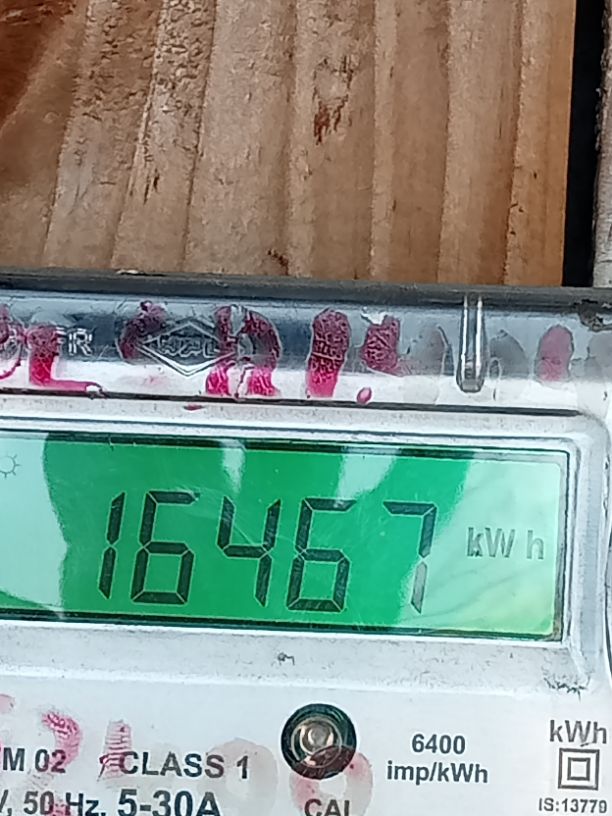 16467 kWh
6400
imp/kWh
kWh
M 02 CLASS 1
, 50 Hz. 5-30A
CAL
IS:13779